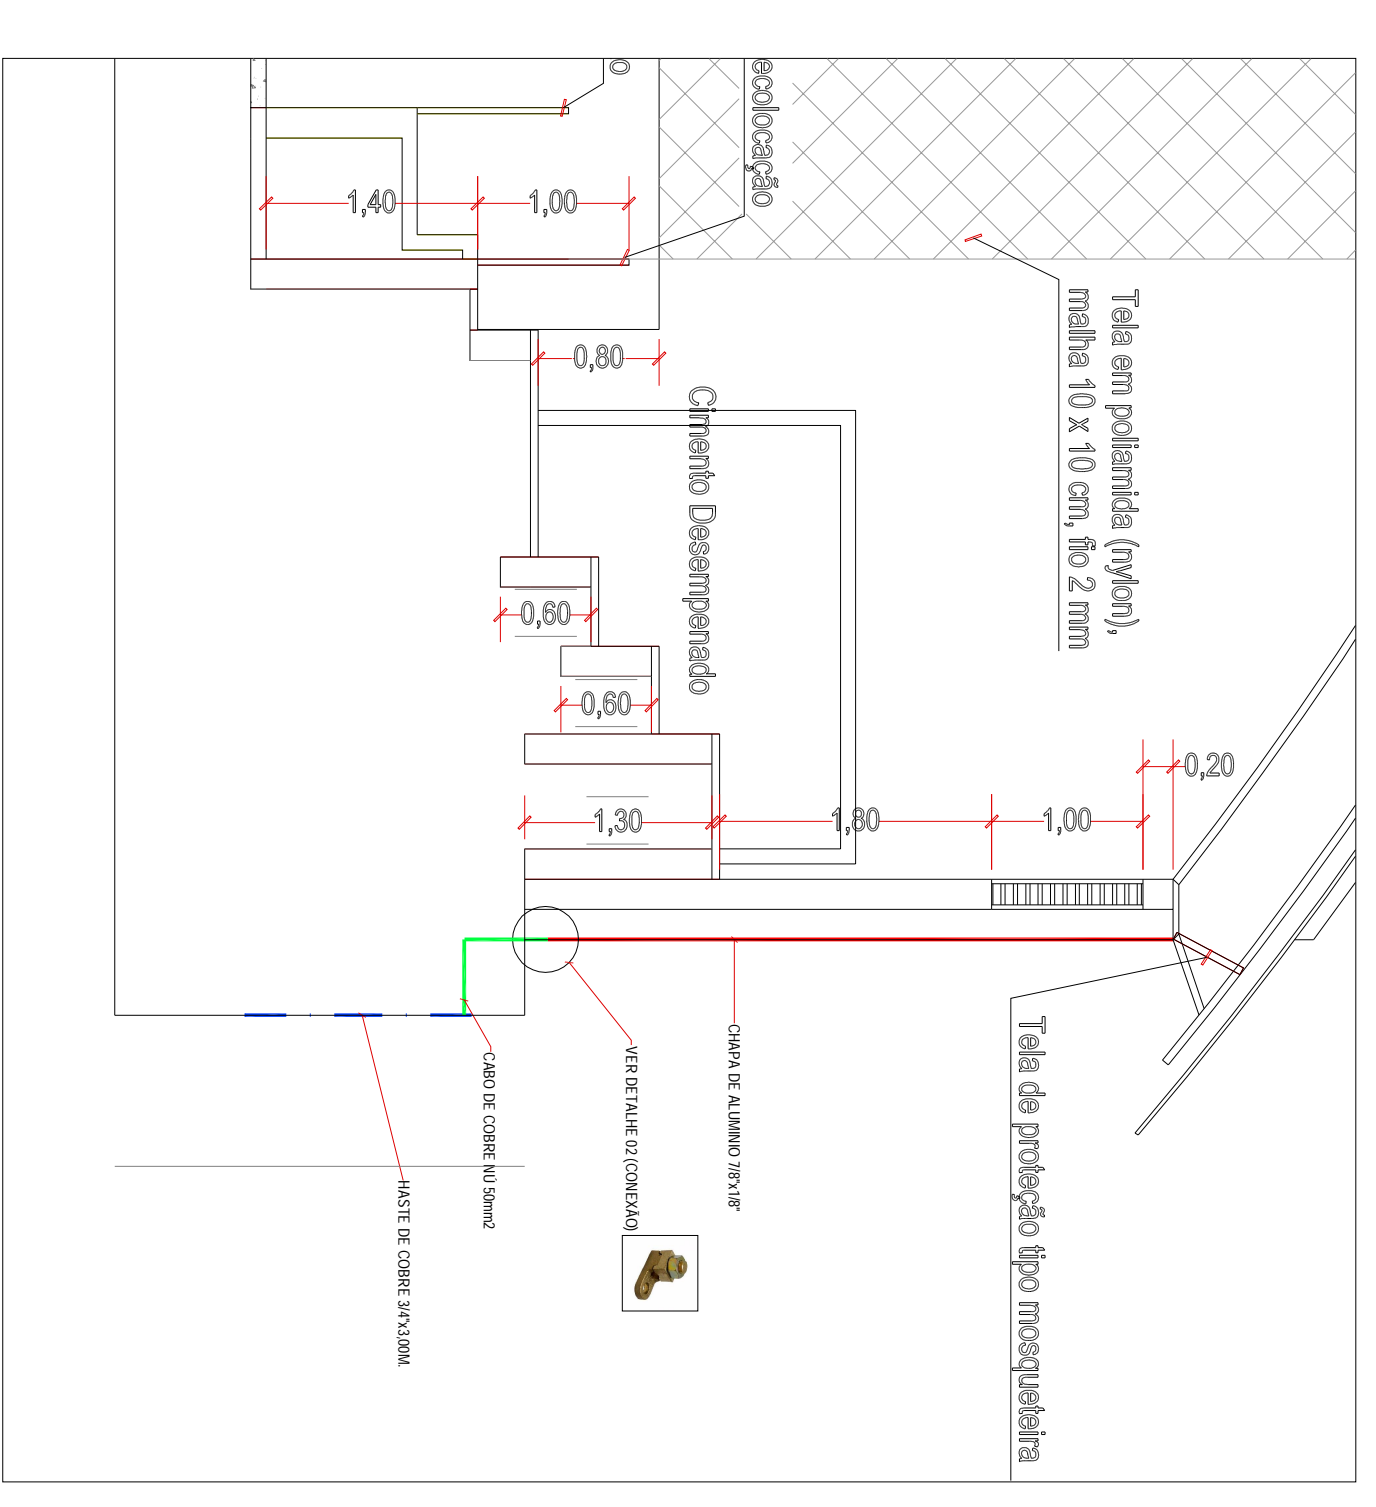 o
ecolocação
1,40
1,00
Tela em poliamida (nylon),
malha 10 x 10 cm, fio 2 mm
0,80
Cimento Desempenado
0,60
0,60
0,20
1,30
1,80
1,00
Tela de proteção tipo mosqueteira
CHAPA DE ALUMINIO 7/8"x1/8"
VER DETALHE 02 (CONEXÃO)
CABO DE COBRE NÚ 50mm2
HASTE DE COBRE 3/4"x3,00M.